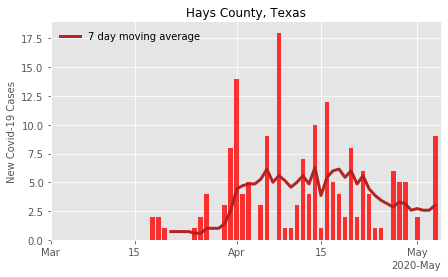 Hays County, Texas
7 day moving average
New Covid-19 Cases
17.5
15.0
12.5
10.0
7.5
5.0
2.5
0.0
Mar
15
Apr
15
May
2020-May